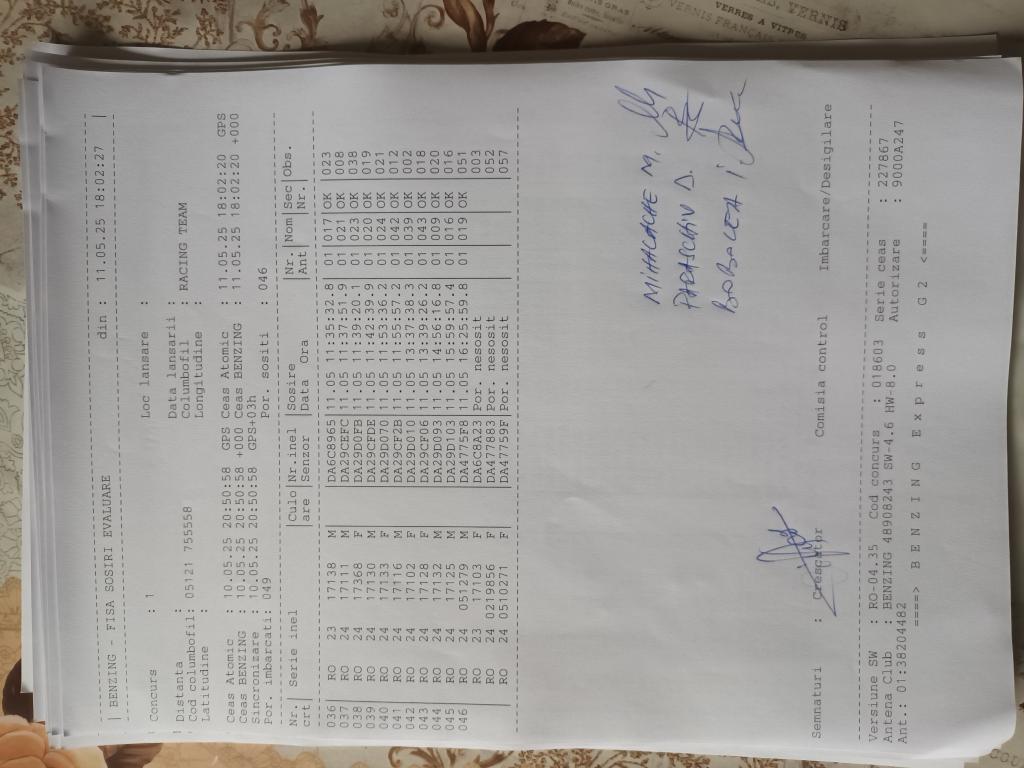 | BENZING - FISA SOSIRI EVALUARE din : 11.05.25 18:02:27 |
Concurs : 1 Loc lansare :
Distanta : Data lansarii :
Cod columbofil: 05121 755558 Columbofil : RACING TEAM
Latitudine : Longitudine :
Ceas Atomic : 10.05.25 20:50:58 GPS Ceas Atomic : 11.05.25 18:02:20 GPS
Ceas BENZING : 10.05.25 20:50:58 +000 Ceas BENZING : 11.05.25 18:02:20 +000
Sincronizare : 10.05.25 20:50:58 GPS+03h
Por. imbarcati: 049 Por. sositi : 046
Nr.| Serie inel |Culo|Nr.inel |Sosire |Nr.|Nom|Sec|Obs.
crt| |are |Senzor |Data Ora |Ant| |Nr.|
036| RO 23 17138 M |DA6C8965|11.05 11:35:32.8|01 |017|OK |023
037| RO 24 17111 M |DA29CEFC|11.05 11:37:51.9|01 |021|OK |008
038| RO 24 17368 F |DA29D0FB|11.05 11:39:20.1|01 |023|OK |038
039| RO 24 17130 M |DA29CFDE|11.05 11:42:39.9|01 |020|OK |019
040| RO 24 17133 F |DA29D070|11.05 11:53:36.2|01 |024|OK |021
041| RO 24 17116 M |DA29CF2B|11.05 11:55:57.2|01 |042|OK |012
042| RO 24 17102 F |DA29D010|11.05 13:37:38.3|01 |039|OK |002
043| RO 24 17128 F |DA29CF06|11.05 13:39:26.2|01 |043|OK |018
044| RO 24 17132 M |DA29D093|11.05 14:56:16.8|01 |009|OK |020
045| RO 24 17125 M |DA29D103|11.05 15:59:57.4|01 |016|OK |016
046| RO 24 051279 M |DA4775F8|11.05 16:25:59.8|01 |019|OK |051
RO 23 17103 F |DA6C8A23|Por. nesosit | | | |003
RO 24 0219856 F |DA47783F|Por. nesosit | | | |052
RO 24 0510271 F |DA47759F|Por. nesosit | | | |057
MIHALACHE M.
PARASCHIV D.
BOBOLEA I
Semnaturi : Crescator Comisia control Imbarcare/Desigilare
Versiune SW : RO-04.35 Cod concurs : 018603 Serie ceas : 227867
Antena Club : BENZING 48908243 SW-4.6 HW-8.0 Autorizare : 9000A247
Ant.: 01:38204482
====> B E N Z I N G E x p r e s s G 2 <====